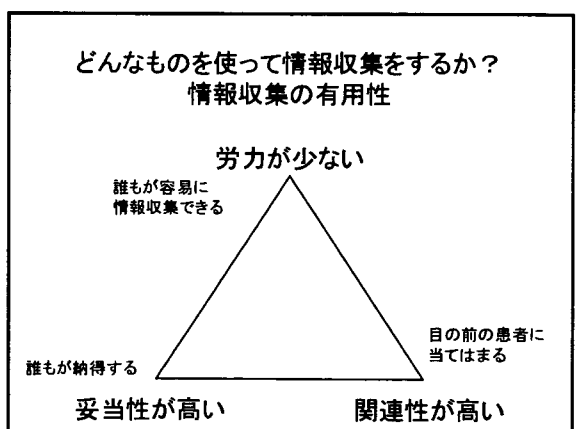 どんなものを使って情報収集をするか？
情報収集の有用性
労力が少ない
誰もが容易に
情報収集できる
目の前の患者に
当てはまる
誰もが納得する
妥当性が高い
関連性が高い